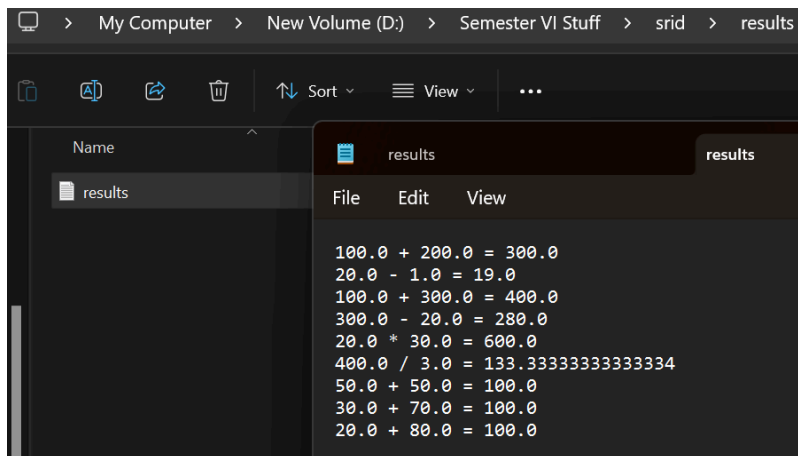 > My Computer > New Volume (D:) > Semester VI Stuff > srid > results
Sort View ...
Name
results
results results
File Edit View
100.0 + 200.0 = 300.0
20.0 - 1.0 = 19.0
100.0 + 300.0 = 400.0
300.0 - 20.0 = 280.0
20.0 * 30.0 = 600.0
400.0 / 3.0 = 133.33333333333334
50.0 + 50.0 = 100.0
30.0 + 70.0 = 100.0
20.0 + 80.0 = 100.0